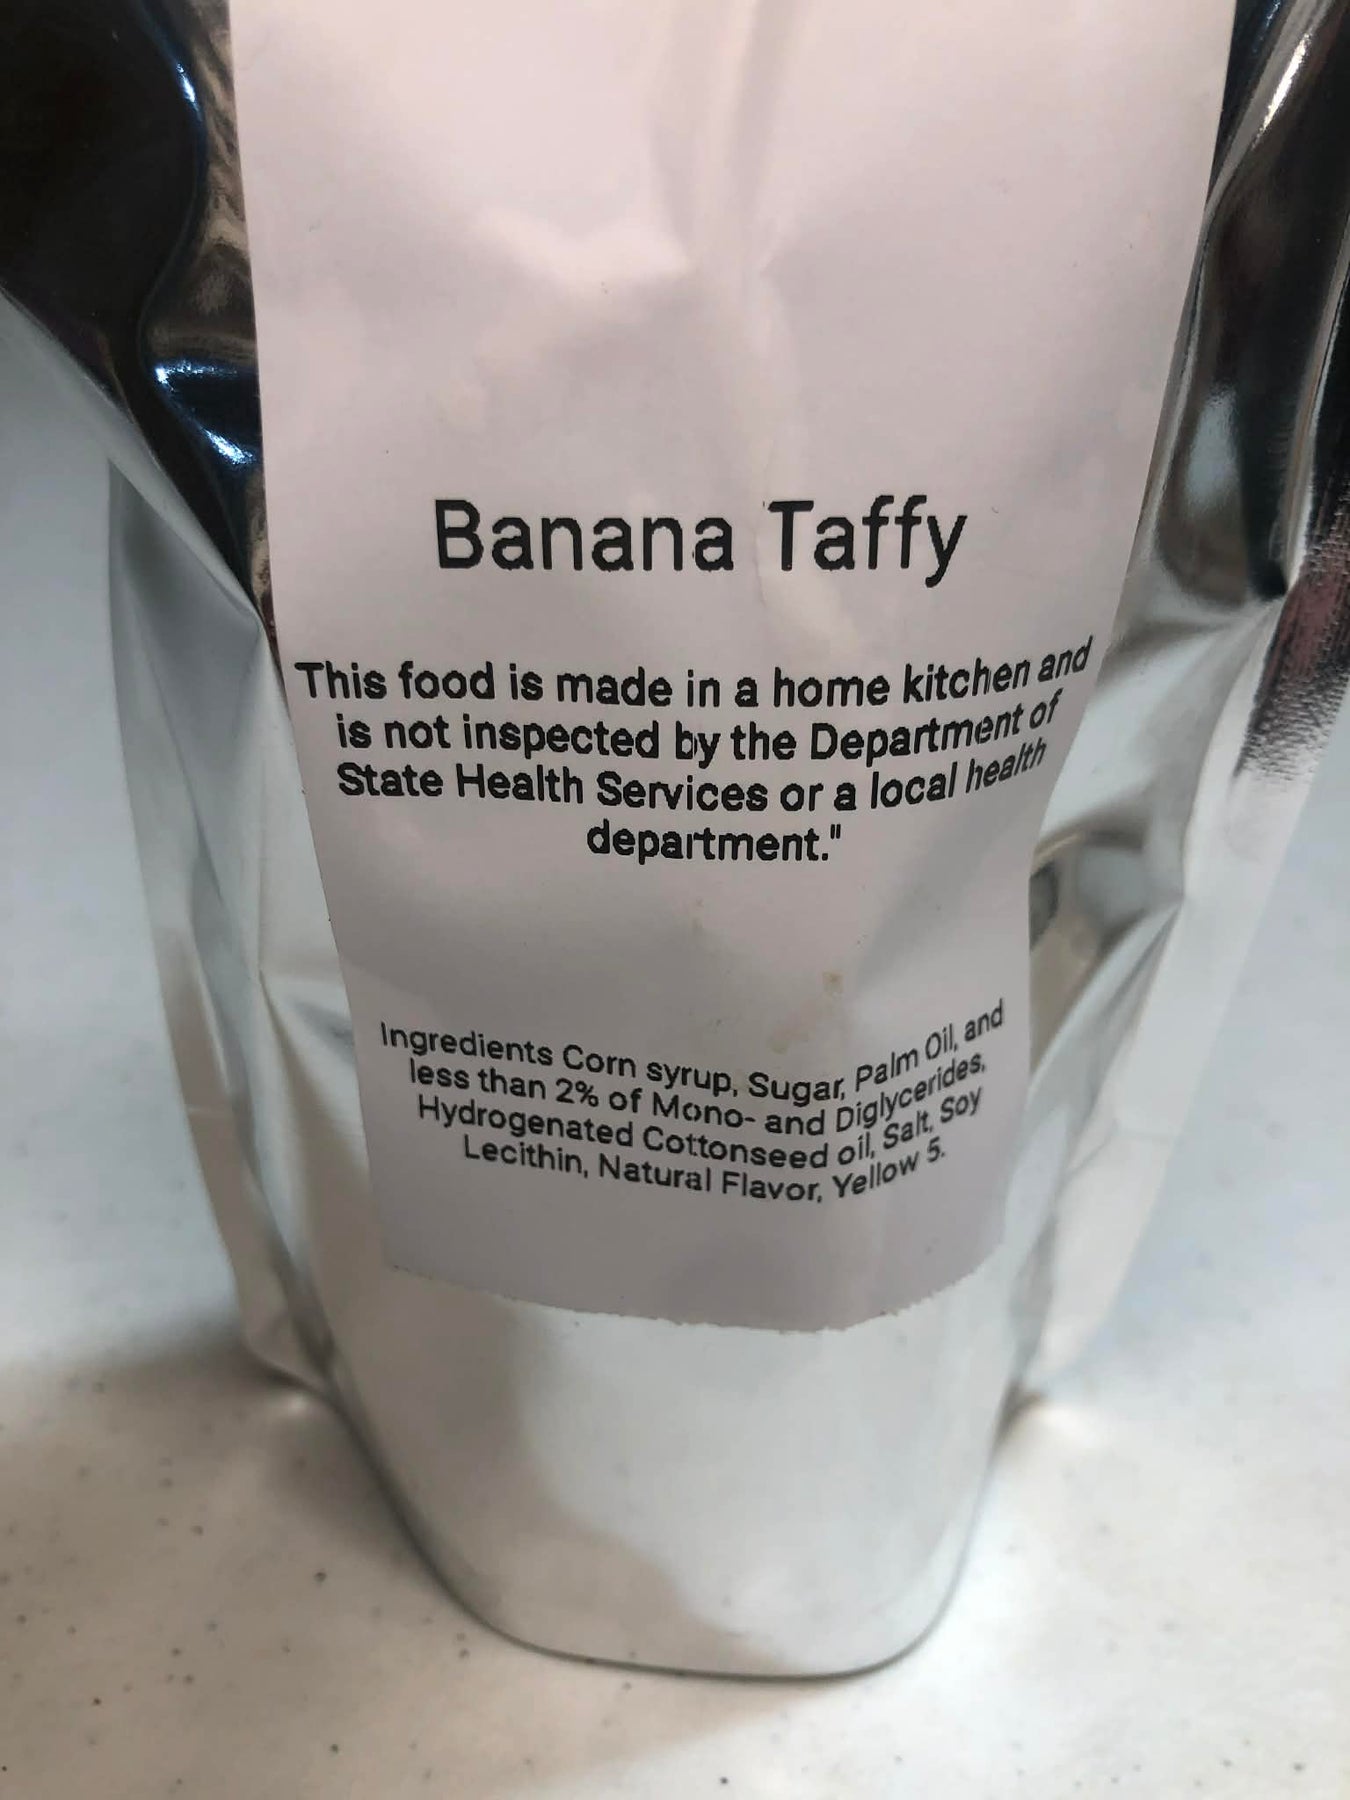 Banana Taffy
This food is made in a home kitchen and
is not inspected by the Department of
State Health Services or a local health
department."
Ingredients Corn syrup, Sugar, Palm Oil, and
less than 2% of Mono- and Diglycerides,
Hydrogenated Cottonseed oil, Salt, Soy
Lecithin, Natural Flavor, Yellow 5.